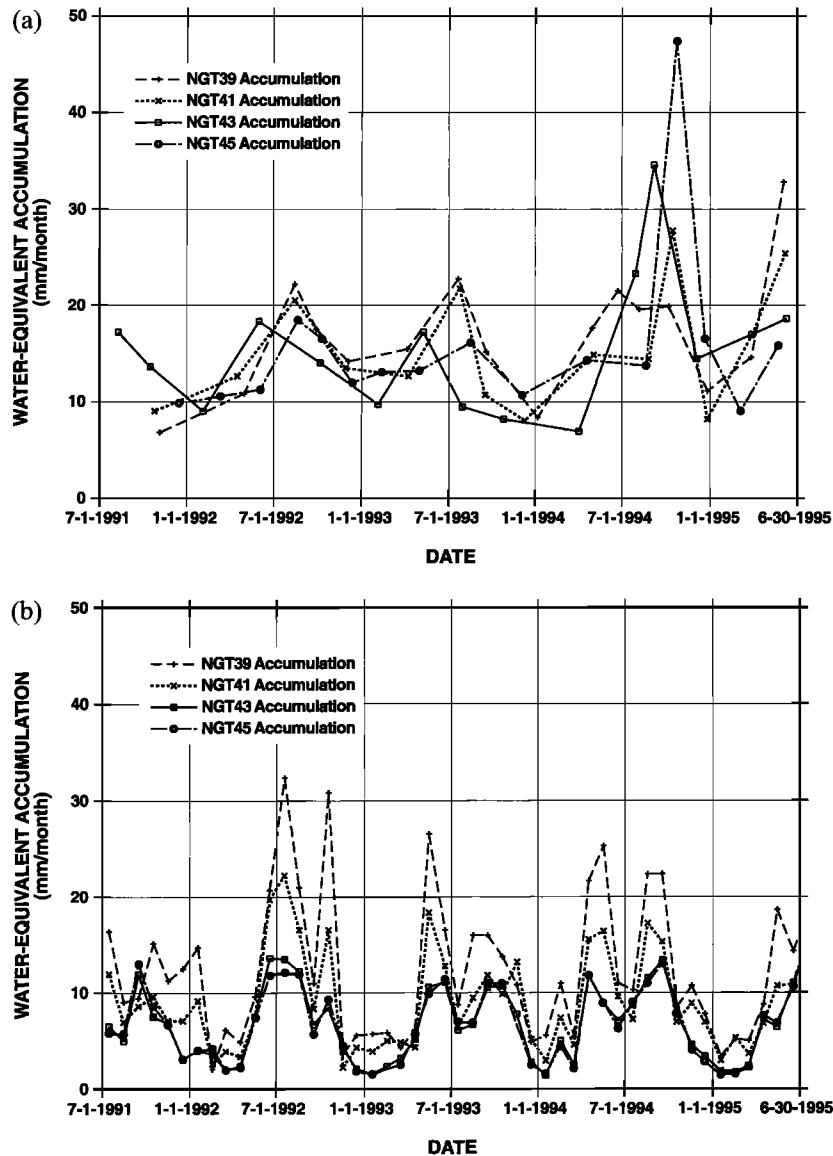 (a)
50
40
30
20
10
0
WATER-EQUIVALENT ACCUMULATION
(mm/month)
NGT39 Accumulation
NGT41 Accumulation
NGT43 Accumulation
NGT45 Accumulation
7-1-1991 1-1-1992 7-1-1992 1-1-1993 7-1-1993 1-1-1994 7-1-1994 1-1-1995 6-30-1995
DATE
(b)
50
40
30
20
10
0
WATER-EQUIVALENT ACCUMULATION
(mm/month)
NGT39 Accumulation
NGT41 Accumulation
NGT43 Accumulation
NGT45 Accumulation
7-1-1991 1-1-1992 7-1-1992 1-1-1993 7-1-1993 1-1-1994 7-1-1994 1-1-1995 6-30-1995
DATE